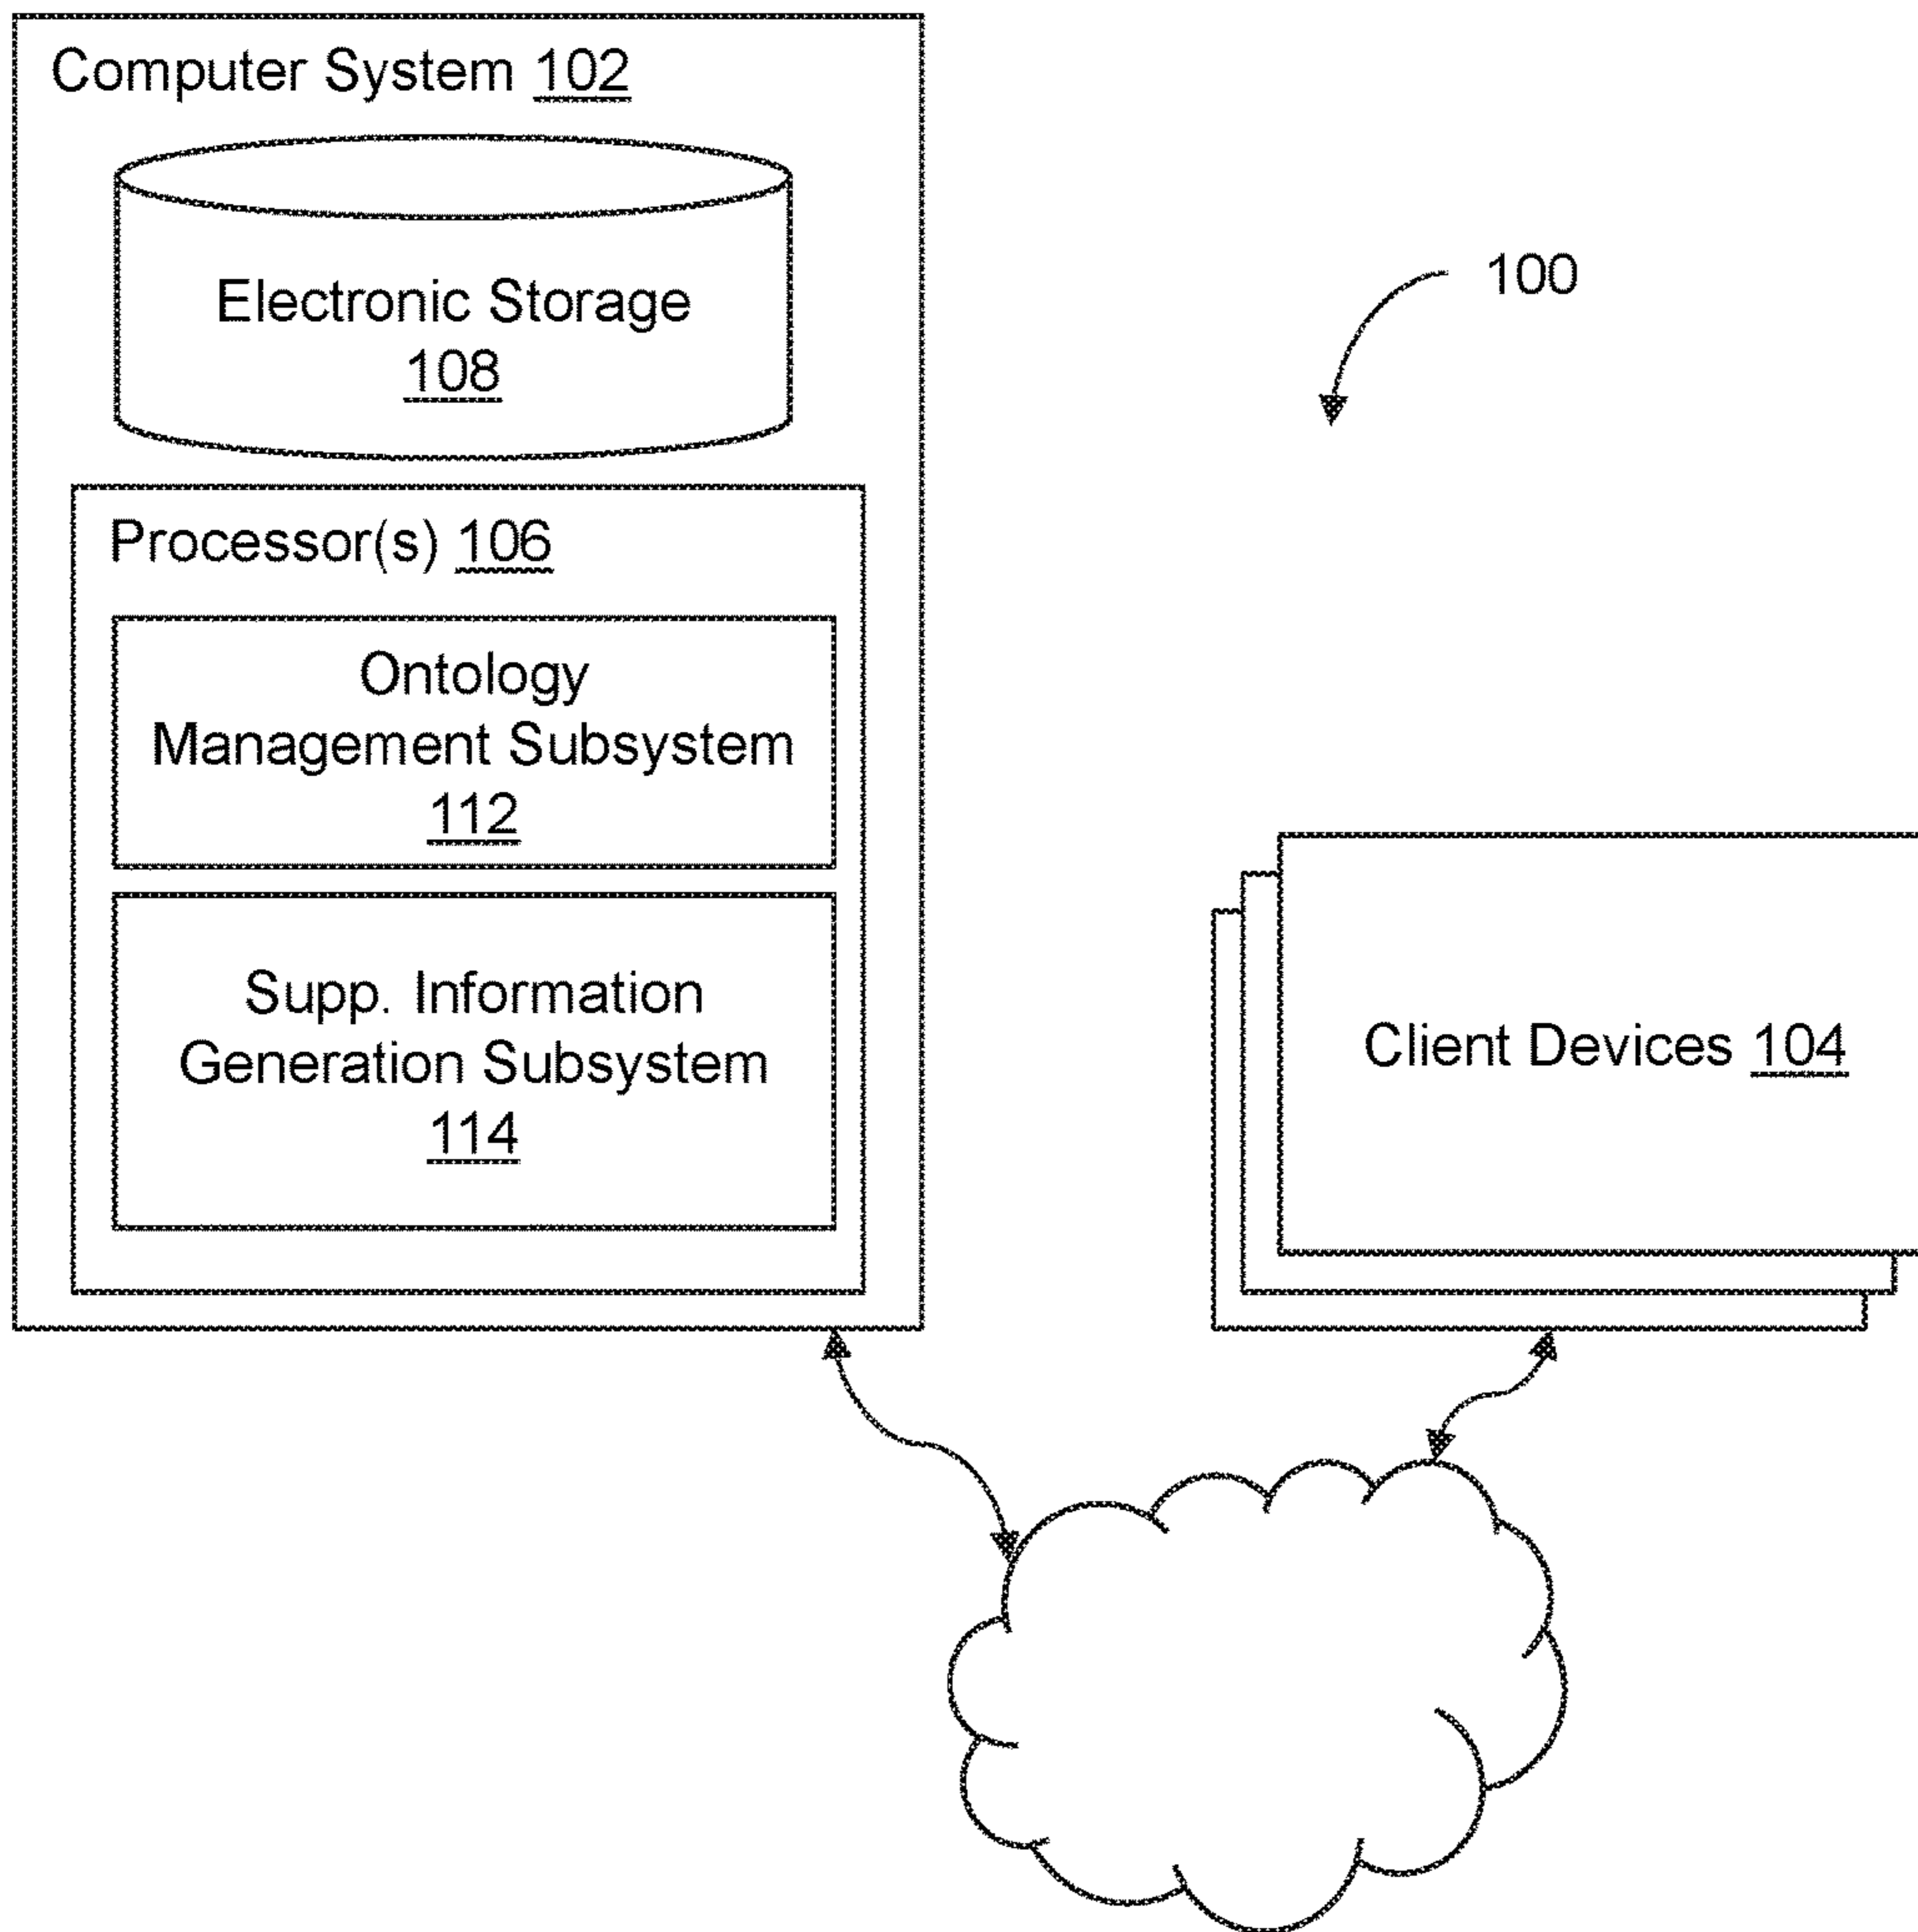 Computer System 102
Electronic Storage
108
100
Processor(s) 106
Ontology
Management Subsystem
112
Supp. Information
Generation Subsystem
114
Client Devices 104